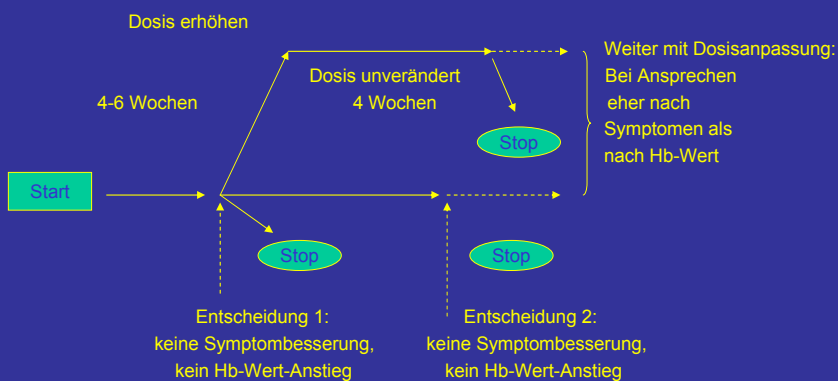 Dosis erhöhen
Weiter mit Dosisanpassung:
Bei Ansprechen
eher nach
Symptomen als
nach Hb-Wert
Dosis unverändert
4 Wochen
4-6 Wochen
Stop
Start
Stop
Stop
Entscheidung 1:
keine Symptombesserung,
kein Hb-Wert-Anstieg
Entscheidung 2:
keine Symptombesserung,
kein Hb-Wert-Anstieg